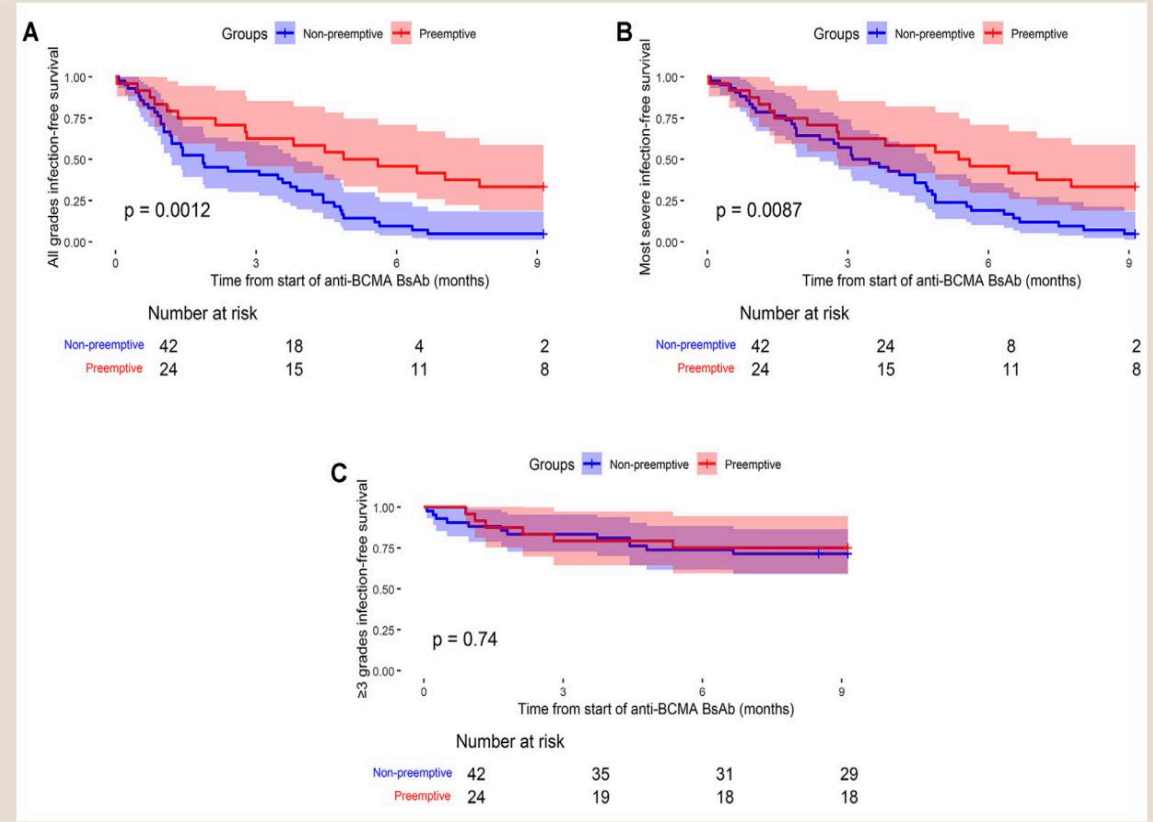 A
Groups Non-preemptive Preemptive
All grades infection-free survival
1.00
0.75
0.50
0.25
0.00
p = 0.0012
0 3 6 9
Time from start of anti-BCMA BsAb (months)
Number at risk
Non-preemptive 42 18 4 2
Preemptive 24 15 11 8
B
Groups Non-preemptive Preemptive
Most severe infection-free survival
1.00
0.75
0.50
0.25
0.00
p = 0.0087
0 3 6 9
Time from start of anti-BCMA BsAb (months)
Number at risk
Non-preemptive 42 24 8 2
Preemptive 24 15 11 8
C
Groups Non-preemptive Preemptive
≥3 grades infection-free survival
1.00
0.75
0.50
0.25
0.00
p = 0.74
0 3 6 9
Time from start of anti-BCMA BsAb (months)
Number at risk
Non-preemptive 42 35 31 29
Preemptive 24 19 18 18